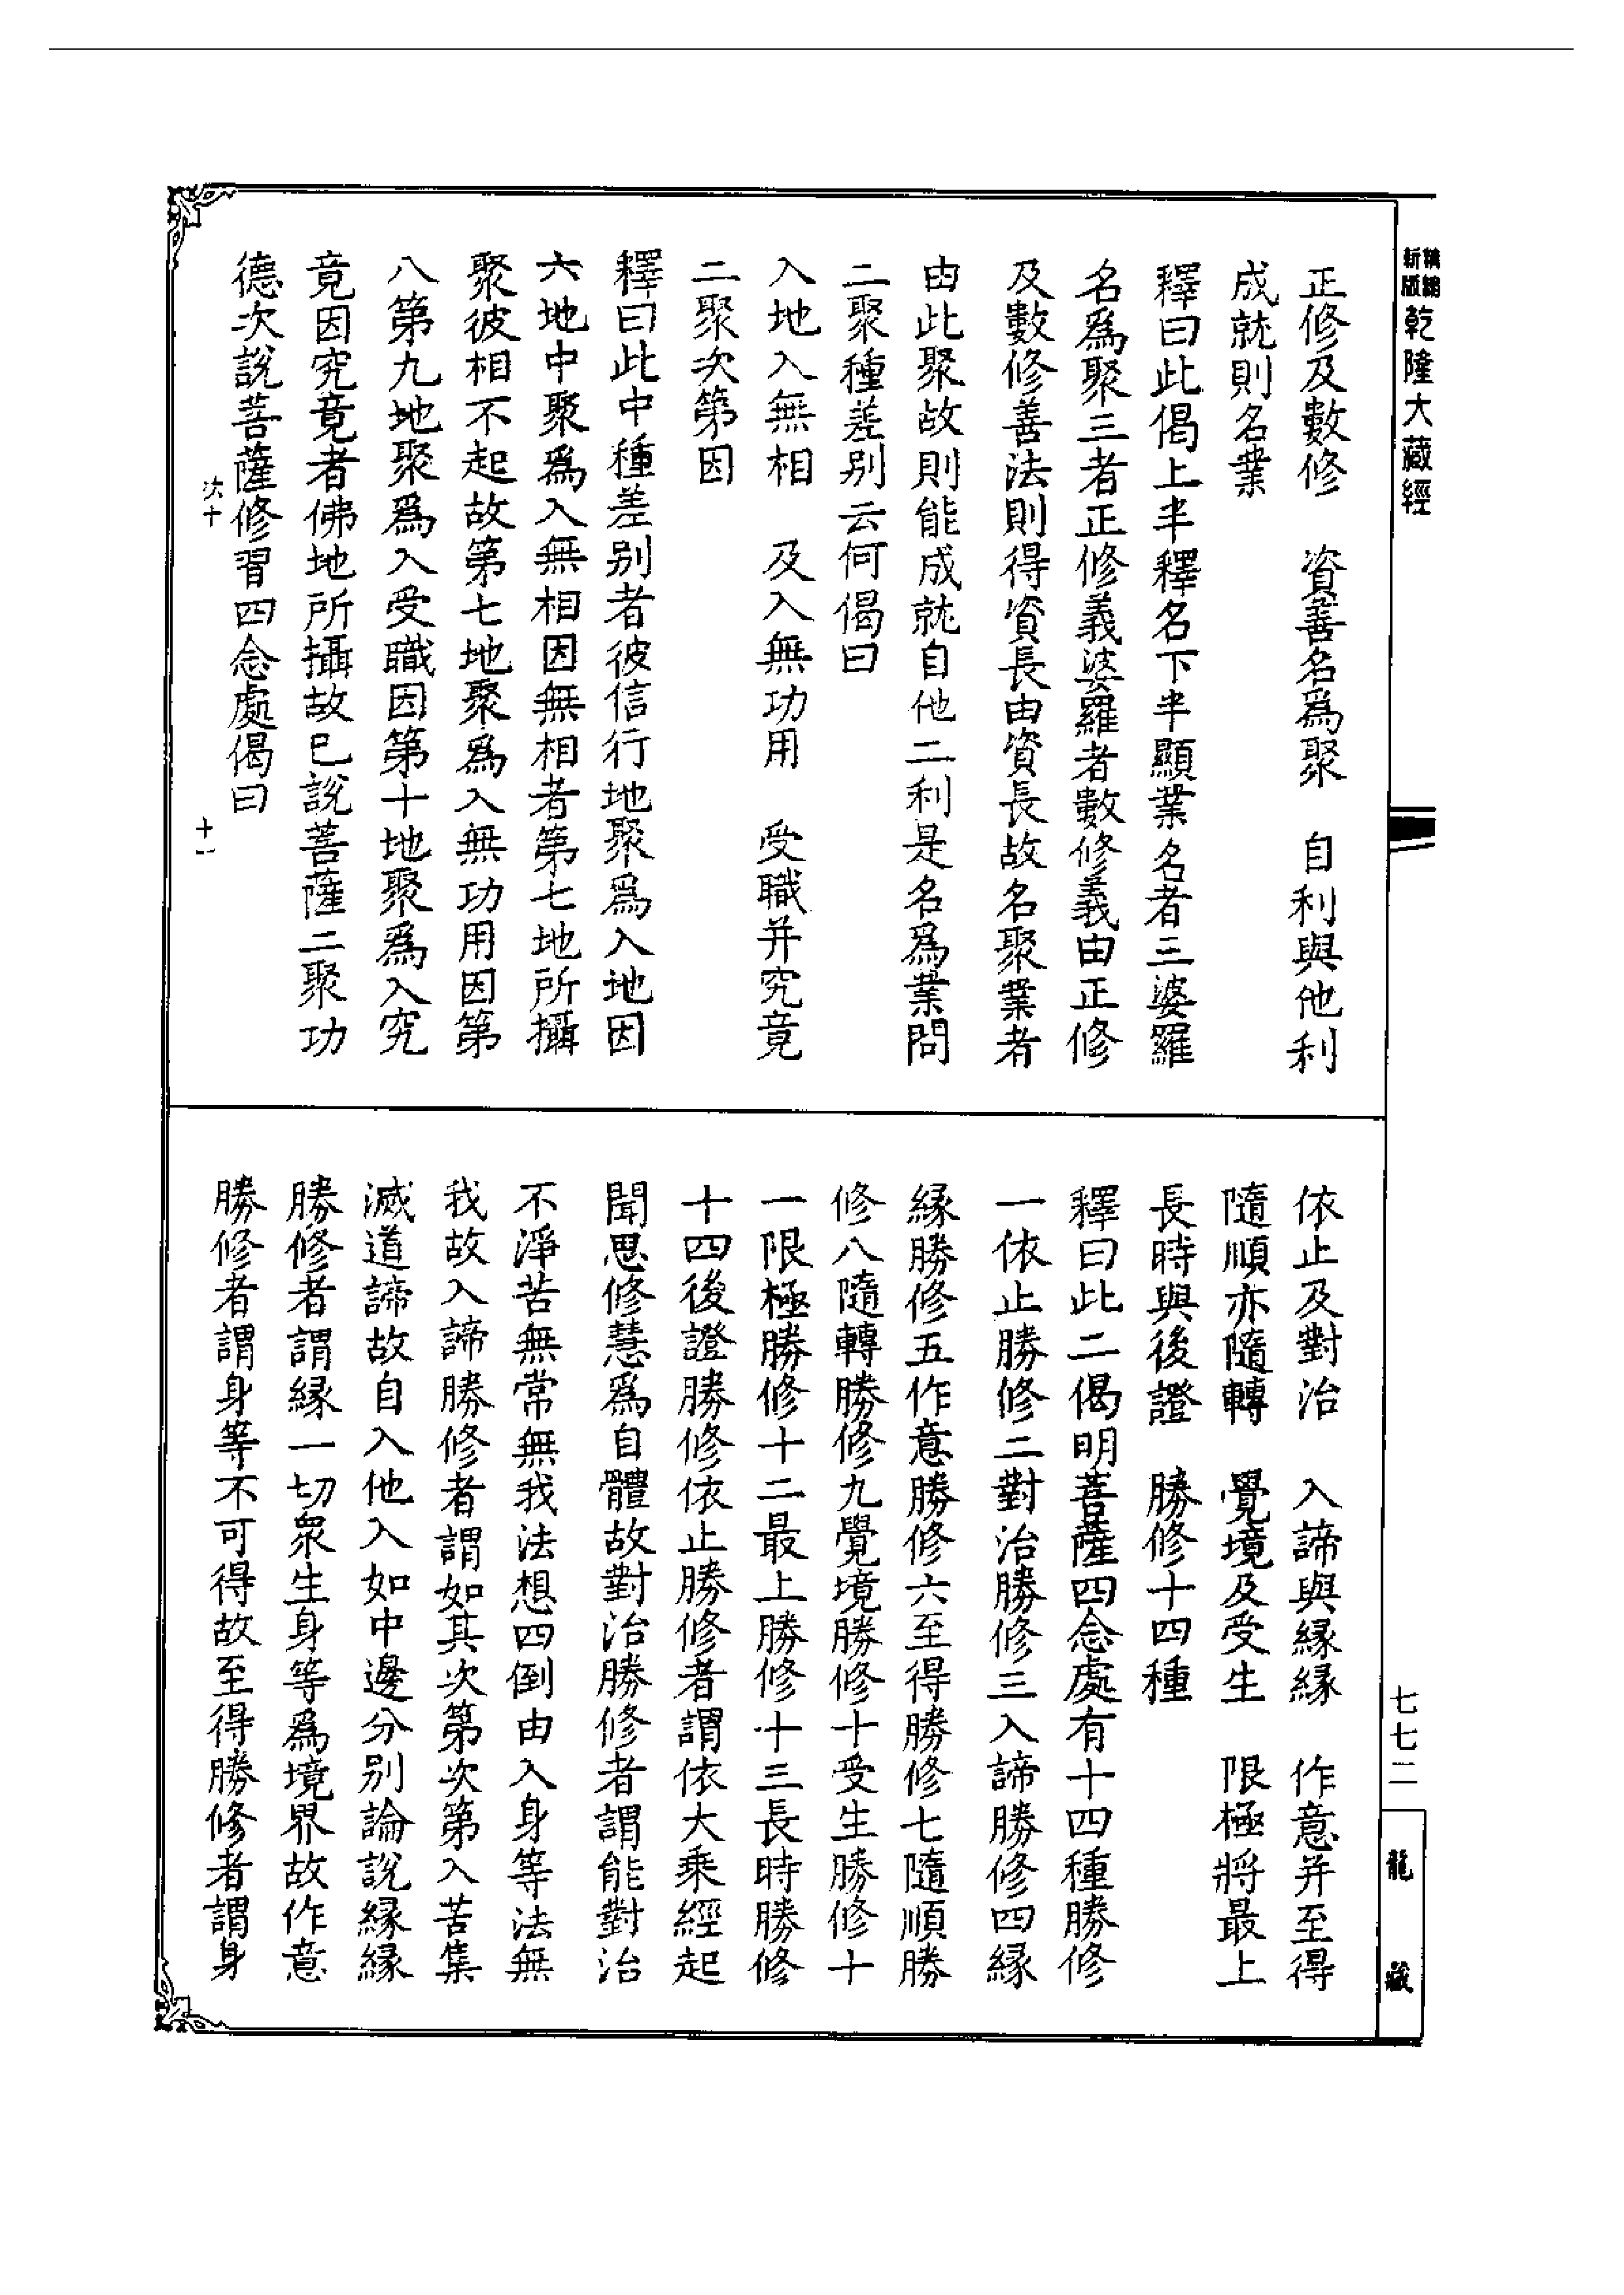 新版
精縮
乾隆大藏經
正修及數修　資善名爲聚　自利與他利
成就則名業
釋曰此偈上半釋名下半顯業名者三婆羅
名爲聚三者正修義婆羅者數修義由正修
及數修善法則得資長由資長故名聚業者
由此聚故則能成就自他二利是名爲業問
二聚種差别云何偈曰
入地入無相　及入無功用　受職并究竟
二聚次第因
釋曰此中種差别者彼信行地聚爲入地因
六地中聚爲入無相因無相者第七地所攝
聚彼相不起故第七地聚爲入無功用因第
八第九地聚爲入受職因第十地聚爲入究
竟因究竟者佛地所攝故已說菩薩二聚功
德次說菩薩修習四念處偈曰
十一
依止及對治　入諦與緣緣　作意并至得
隨順亦隨轉　覺境及受生　限極將最上
長時與後證　勝修十四種
釋曰此二偈明菩薩四念處有十四種勝修
一依止勝修二對治勝修三入諦勝修四緣
緣勝修五作意勝修六至得勝修七隨順勝
修八隨轉勝修九覺境勝修十受生勝修十
一限極勝修十二最上勝修十三長時勝修
十四後證勝修依止勝修者謂依大乘經起
聞思修慧爲自體故對治勝修者謂能對治
不淨苦無常無我法想四倒由入身等法無
我故入諦勝修者謂如其次第次第入苦集
滅道諦故自入他入如中邊分别論說緣緣
勝修者謂緣一切衆生身等爲境界故作意
勝修者謂身等不可得故至得勝修者謂身
七七二
龍藏